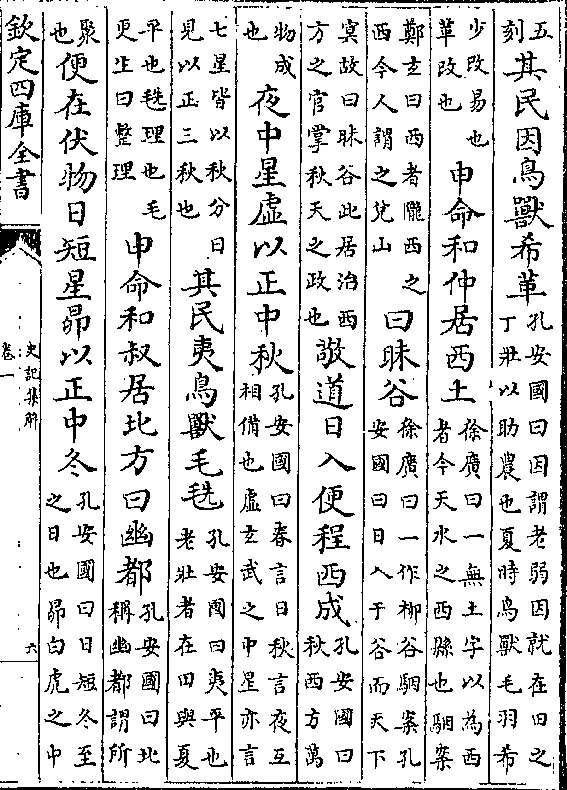 五刻其民因鳥獸希革孔安國曰因謂老弱因就在田之丁壯以助農也夏時鳥獸毛羽希
少改易也革改也申命和仲居西土徐廣曰一無土字以為西者今天水之西縣也駰案
鄭玄曰西者隴西之西今人謂之兌山曰昧谷徐廣曰一作柳谷駰案孔安國曰日入于谷而天下
冥故曰昧谷此居治西方之官掌秋天之政也敬道日入便程西成孔安國曰秋西方萬
物成也夜中星虛以正中秋孔安國曰春言日秋言夜互相備也虛玄武之中星亦言
七星皆以秋分日見以正三秋也其民夷鳥獸毛毨孔安國曰夷平也老壯者在田與夏
平也毨理也毛更生曰整理申命和叔居北方曰幽都孔安國曰北稱幽都謂所
聚也便在伏物日短星昴以正中冬孔安國曰日短冬至之日也昴白虎之中
欽定四庫全書
史記集解
卷一
六